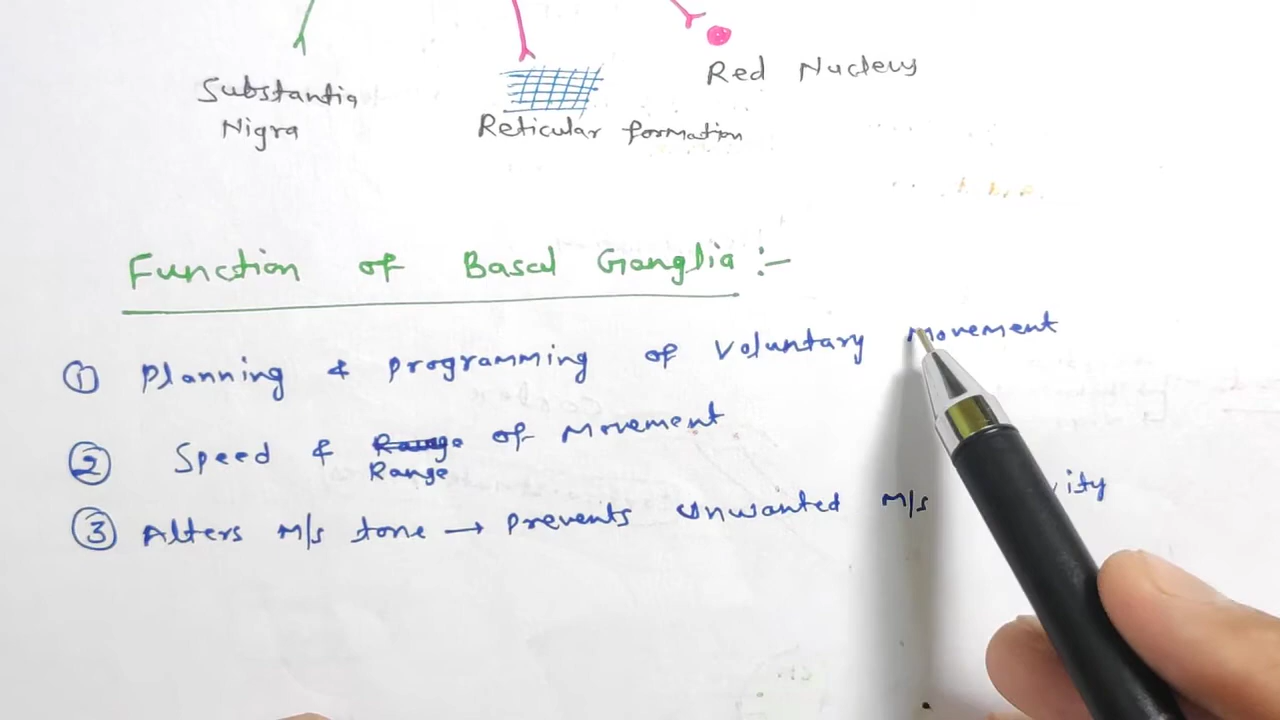 Substantia
Nigra
Reticular formation
Red Nucleus
Function of Basal Ganglia :-
① Planning & programming of voluntary Movement
② Speed & Range of Movement
③ Alters M/s tone → prevents unwanted M/s